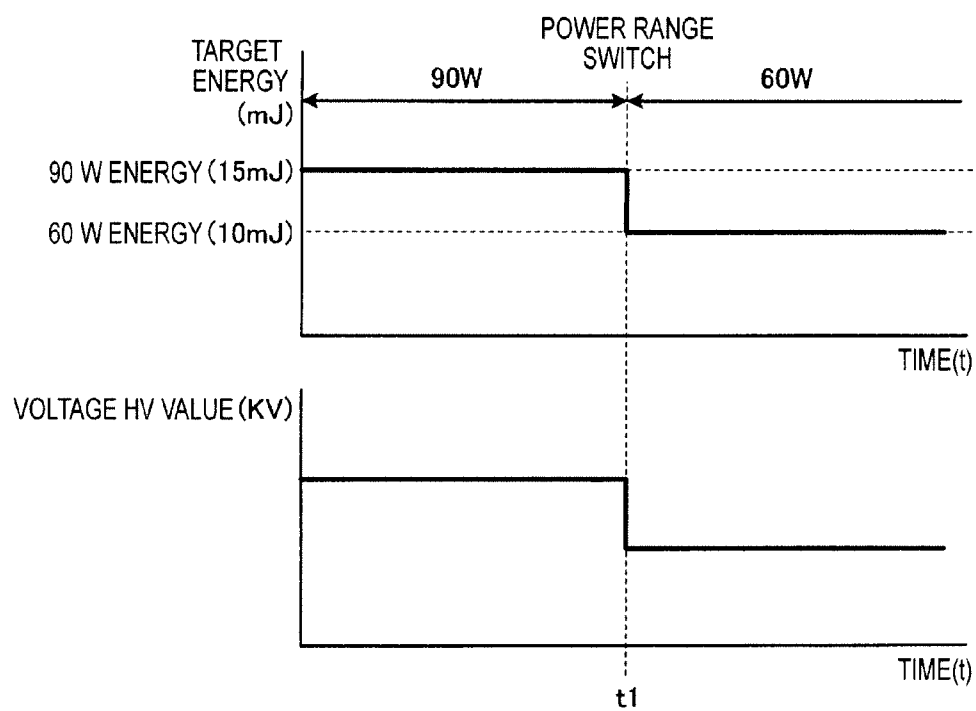 POWER RANGE
SWITCH
TARGET
ENERGY
(mJ)
90W
60W
90 W ENERGY(15mJ)
60 W ENERGY(10mJ)
TIME(t)
VOLTAGE HV VALUE(KV)
TIME(t)
t1